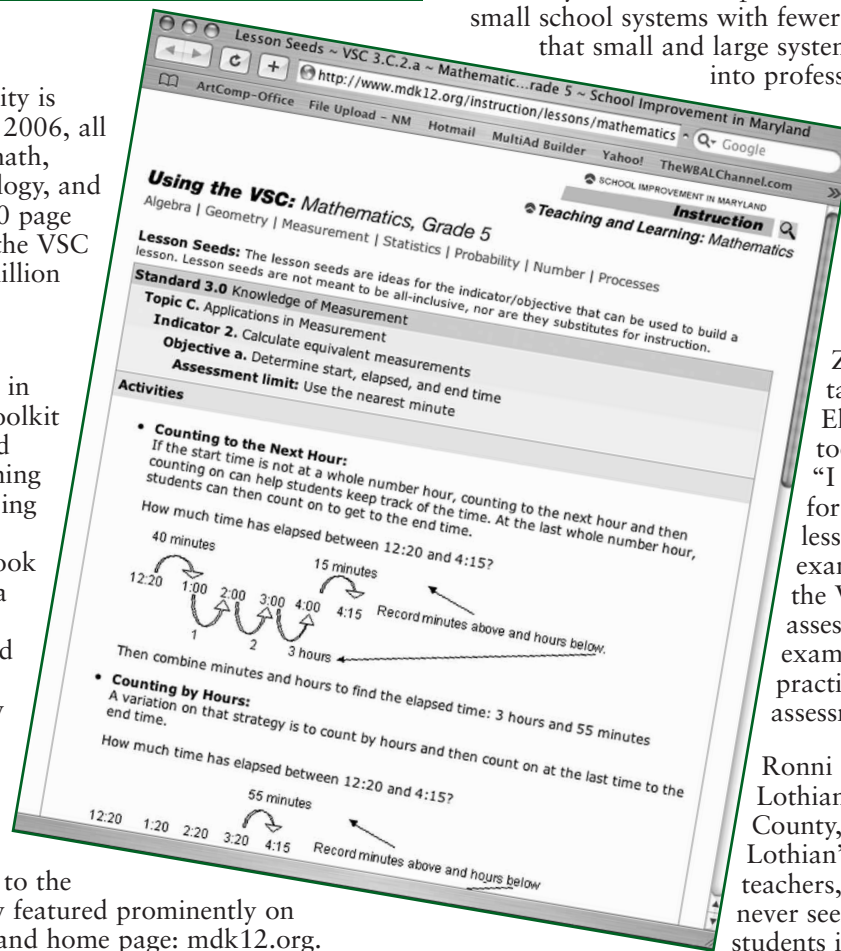 ity is
2006, all
math,
logy, and
0 page
the VSC
illion
in
oolkit
d
ning
ing
ook
a
d
y
to the
y featured prominently on
and home page: mdk12.org.
small school systems with fewer
that small and large system
into profess
Lesson Seeds ~ VSC 3.C.2.a ~ Mathematic...rade 5 ~ School Improvement in Maryland
http://www.mdk12.org/instruction/lessons/mathematics
Google
ArtComp-Office File Upload - NM Hotmail MultiAd Builder Yahoo! TheWBALChannel.com
SCHOOL IMPROVEMENT IN MARYLAND
Instruction
Teaching and Learning: Mathematics
Using the VSC: Mathematics, Grade 5
Algebra | Geometry | Measurement | Statistics | Probability | Number | Processes
Lesson Seeds: The lesson seeds are ideas for the indicator/objective that can be used to build a
lesson. Lesson seeds are not meant to be all-inclusive, nor are they substitutes for instruction.
Standard 3.0 Knowledge of Measurement
Topic C. Applications in Measurement
Indicator 2. Calculate equivalent measurements
Objective a. Determine start, elapsed, and end time
Assessment limit: Use the nearest minute
Activities
• Counting to the Next Hour:
If the start time is not at a whole number hour, counting to the next hour and then
counting on can help students keep track of the time. At the last whole number hour,
students can then count on to get to the end time.
How much time has elapsed between 12:20 and 4:15?
40 minutes 15 minutes
12:20 1:00 2:00 3:00 4:00 4:15 Record minutes above and hours below.
1 2 3 hours
Then combine minutes and hours to find the elapsed time: 3 hours and 55 minutes
• Counting by Hours:
A variation on that strategy is to count by hours and then count on at the last time to the
end time.
How much time has elapsed between 12:20 and 4:15?
55 minutes
12:20 1:20 2:20 3:20 4:15 Record minutes above and hours below
Z
ta
El
too
“I
for
less
exam
the V
assess
exam
practi
assessm
Ronni
Lothian
County,
Lothian’
teachers,
never see
students i